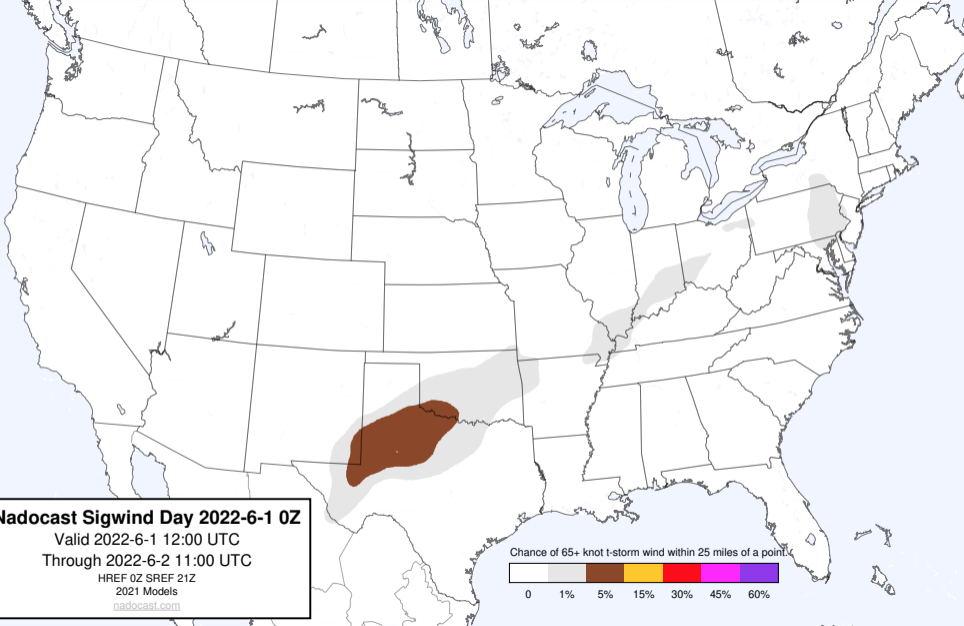 Nadocast Sigwind Day 2022-6-1 0Z
Valid 2022-6-1 12:00 UTC
Through 2022-6-2 11:00 UTC
HREF 0Z SREF 21Z
2021 Models
nadocast.com
Chance of 65+ knot t-storm wind within 25 miles of a point.
0 1% 5% 15% 30% 45% 60%